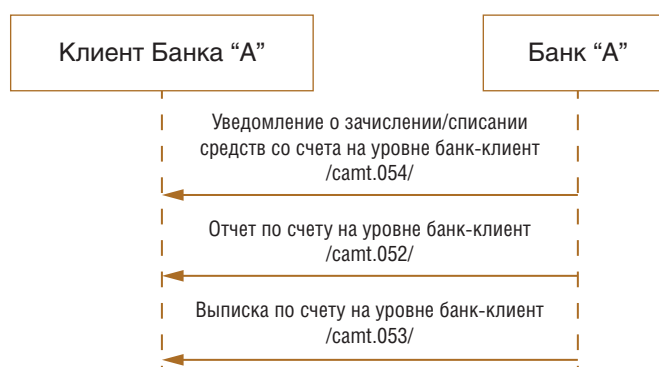 Клиент Банка “А”
Банк “А”
Уведомление о зачислении/списании
средств со счета на уровне банк-клиент
/camt.054/
Отчет по счету на уровне банк-клиент
/camt.052/
Выписка по счету на уровне банк-клиент
/camt.053/